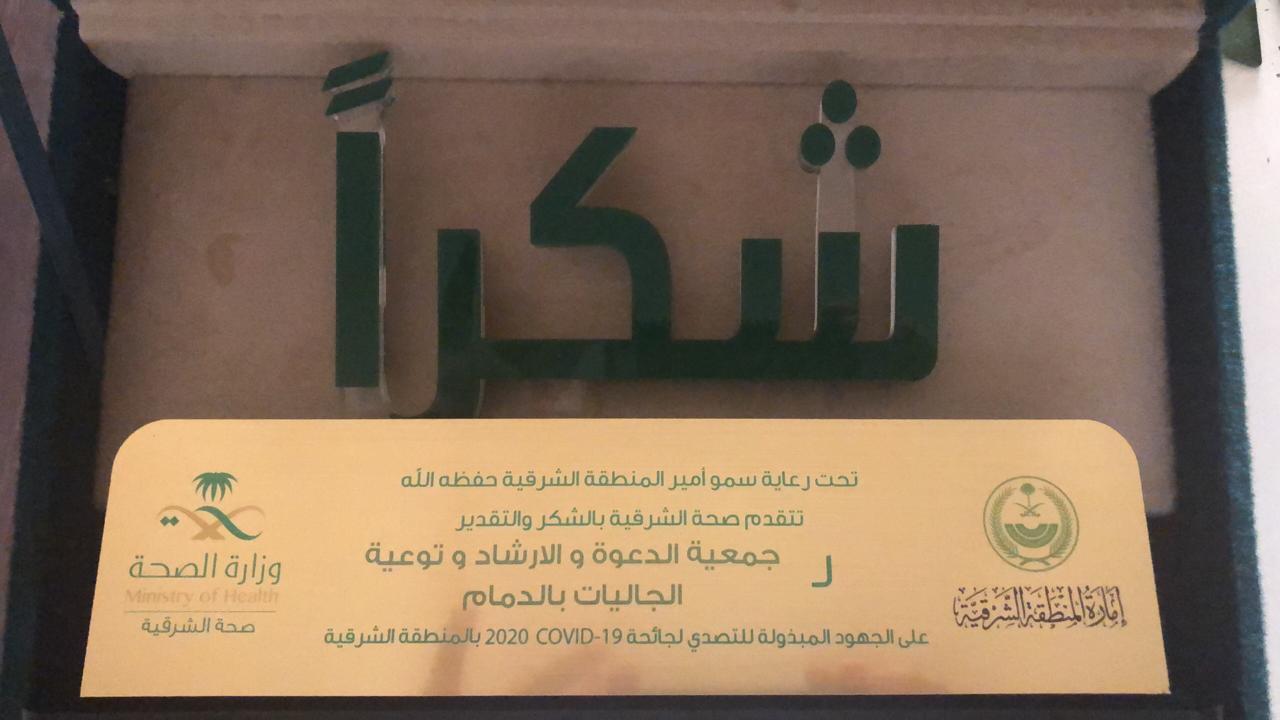 شكراً
تحت رعاية سمو أمير المنطقة الشرقية حفظه الله
تتقدم صحة الشرقية بالشكر والتقدير
لـ جمعية الدعوة و الارشاد و توعية
الجاليات بالدمام
على الجهود المبذولة للتصدي لجائحة COVID-19 2020 بالمنطقة الشرقية
إمارة المنطقة الشرقية
وزارة الصحة
Ministry of Health
صحة الشرقية